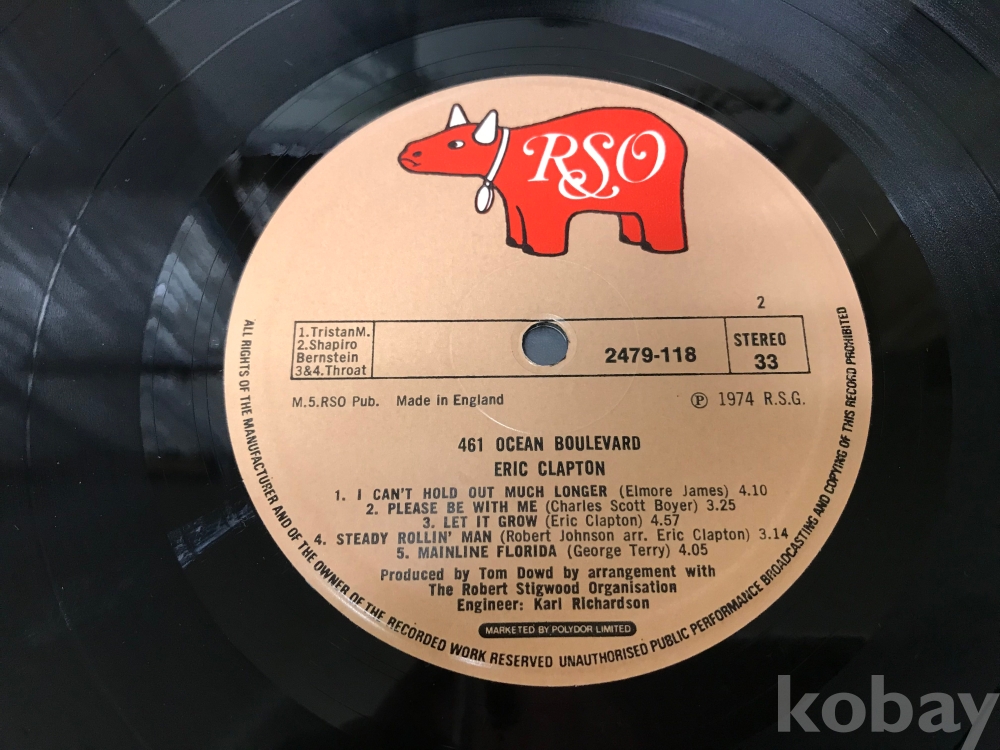 RSO
2
1.TristanM.
2.Shapiro
Bernstein
3&4.Throat
2479-118
STEREO
33
M.5.RSO Pub. Made in England
℗ 1974 R.S.G.
461 OCEAN BOULEVARD
ERIC CLAPTON
1. I CAN'T HOLD OUT MUCH LONGER (Elmore James) 4.10
2. PLEASE BE WITH ME (Charles Scott Boyer) 3.25
3. LET IT GROW (Eric Clapton) 4.57
4. STEADY ROLLIN' MAN (Robert Johnson arr. Eric Clapton) 3.14
5. MAINLINE FLORIDA (George Terry) 4.05
Produced by Tom Dowd by arrangement with
The Robert Stigwood Organisation
Engineer: Karl Richardson
MARKETED BY POLYDOR LIMITED
ALL RIGHTS OF THE MANUFACTURER AND OF THE OWNER OF THE RECORDED WORK RESERVED UNAUTHORISED PUBLIC PERFORMANCE BROADCASTING AND COPYING OF THIS RECORD PROHIBITED
kobay